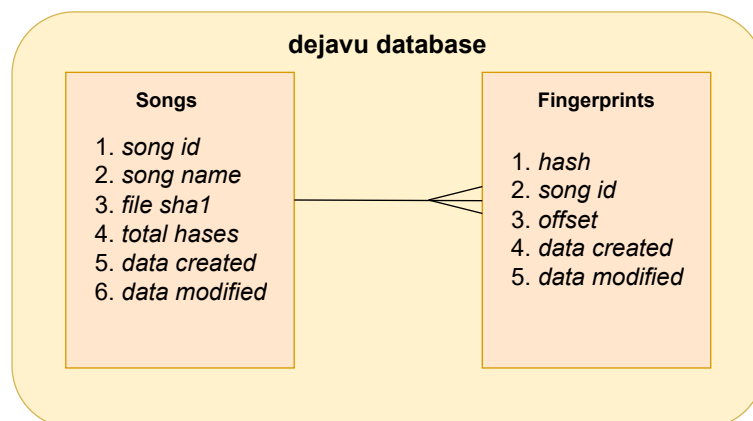 dejavu database
Songs
1. song id
2. song name
3. file sha1
4. total hases
5. data created
6. data modified
Fingerprints
1. hash
2. song id
3. offset
4. data created
5. data modified